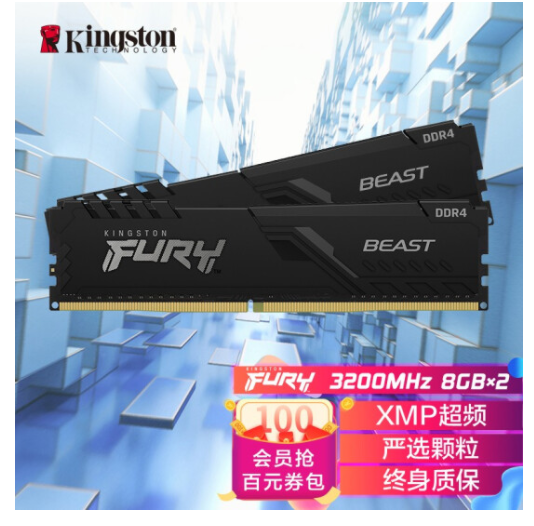 Kingston
TECHNOLOGY
DDR4
BEAST
DDR4
KINGSTON
FURY
BEAST
KINGSTON
FURY 3200MHz 8GB×2
100
会员抢
百元券包
XMP超频
严选颗粒
终身质保